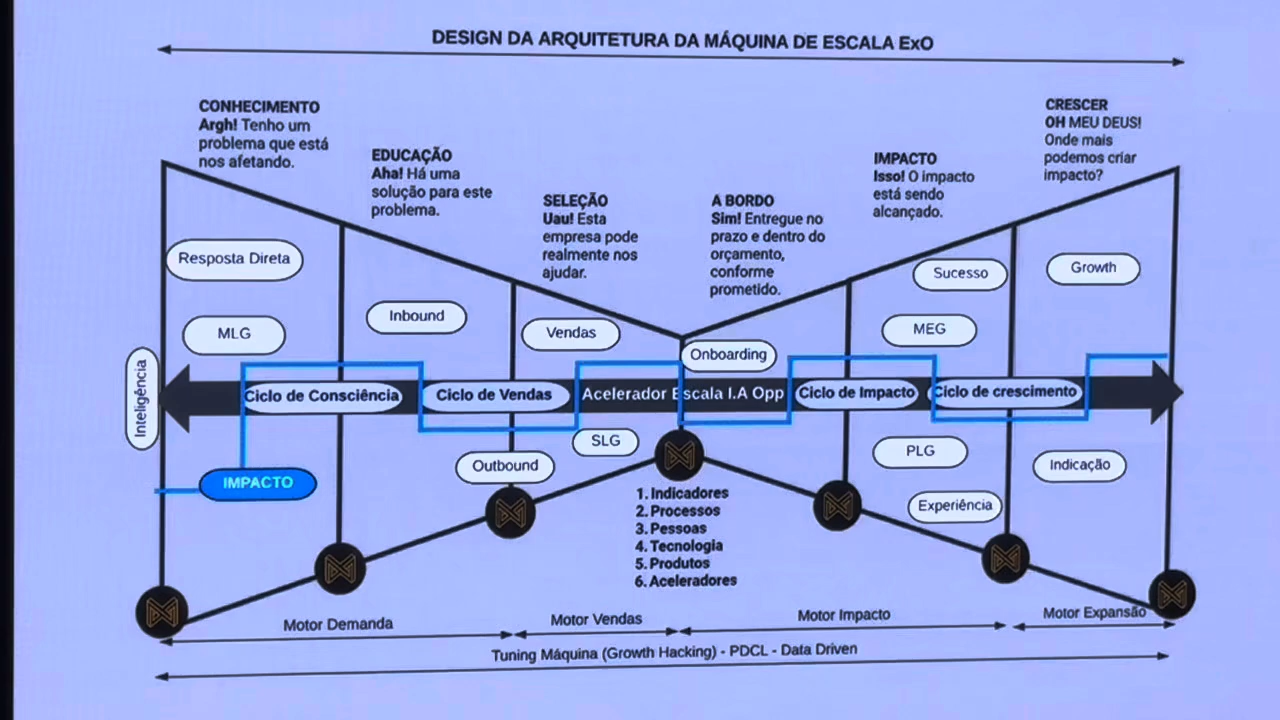 DESIGN DA ARQUITETURA DA MÁQUINA DE ESCALA ExO
CONHECIMENTO
Argh! Tenho um
problema que está
nos afetando.
EDUCAÇÃO
Aha! Há uma
solução para este
problema.
SELEÇÃO
Uau! Esta
empresa pode
realmente nos
ajudar.
A BORDO
Sim! Entregue no
prazo e dentro do
orçamento,
conforme
prometido.
IMPACTO
Isso! O impacto
está sendo
alcançado.
CRESCER
OH MEU DEUS!
Onde mais
podemos criar
impacto?
Resposta Direta
MLG
Inbound
Vendas
Onboarding
Sucesso
MEG
Growth
Inteligência
Ciclo de Consciência
Ciclo de Vendas
Acelerador Escala I.A Opp
Ciclo de Impacto
Ciclo de crescimento
IMPACTO
Outbound
SLG
PLG
Experiência
Indicação
1. Indicadores
2. Processos
3. Pessoas
4. Tecnologia
5. Produtos
6. Aceleradores
Motor Demanda
Motor Vendas
Motor Impacto
Motor Expansão
Tuning Máquina (Growth Hacking) - PDCL - Data Driven